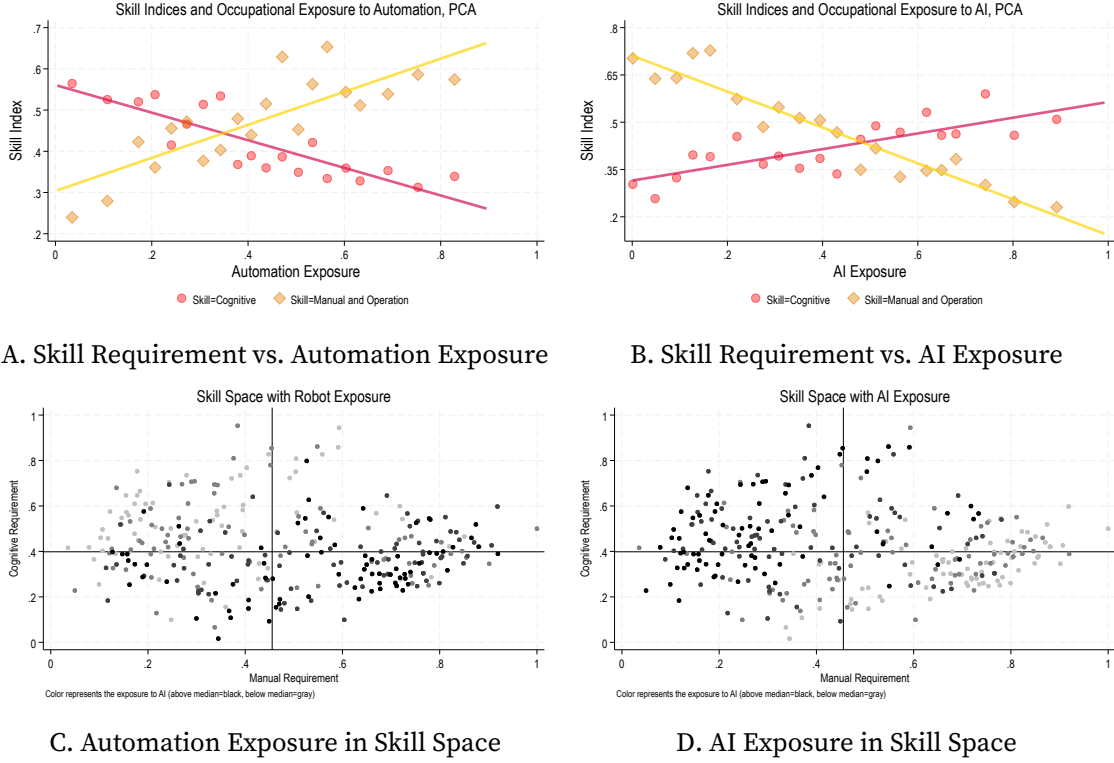 Skill Indices and Occupational Exposure to Automation, PCA
.7
.6
.5
.4
.3
.2
Skill Index
0 .2 .4 .6 .8 1
Automation Exposure
Skill=Cognitive Skill=Manual and Operation
A. Skill Requirement vs. Automation Exposure
Skill Indices and Occupational Exposure to AI, PCA
.8
.65
.5
.35
.2
Skill Index
0 .2 .4 .6 .8 1
AI Exposure
Skill=Cognitive Skill=Manual and Operation
B. Skill Requirement vs. AI Exposure
Skill Space with Robot Exposure
1
.8
.6
.4
.2
0
Cognitive Requirement
0 .2 .4 .6 .8 1
Manual Requirement
Color represents the exposure to AI (above median=black, below median=gray)
C. Automation Exposure in Skill Space
Skill Space with AI Exposure
1
.8
.6
.4
.2
0
Cognitive Requirement
0 .2 .4 .6 .8 1
Manual Requirement
Color represents the exposure to AI (above median=black, below median=gray)
D. AI Exposure in Skill Space